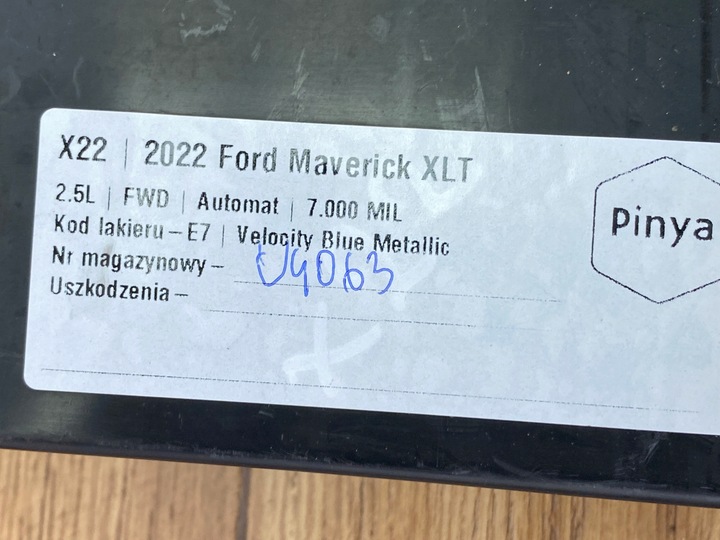 X22 | 2022 Ford Maverick XLT
2.5L | FWD | Automat | 7.000 MIL
Kod lakieru – E7 | Velocity Blue Metallic
Nr magazynowy – U4063
Uszkodzenia –
Pinya